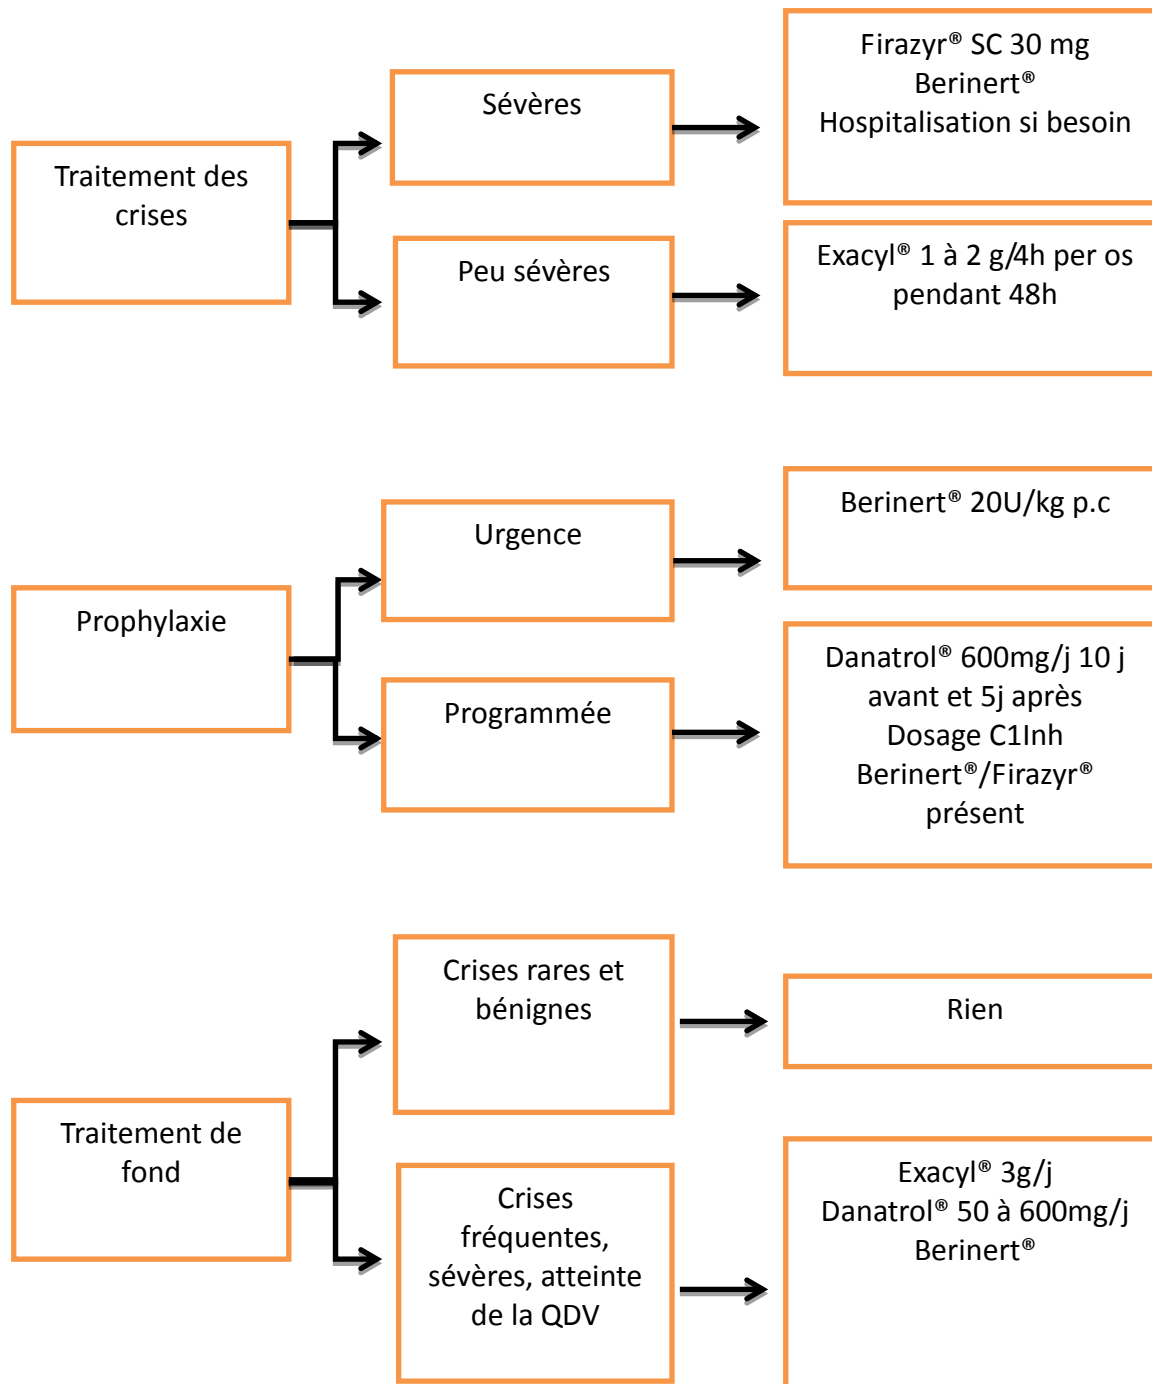 Traitement des
crises
Sévères
Firazyr® SC 30 mg
Berinert®
Hospitalisation si besoin
Peu sévères
Exacyl® 1 à 2 g/4h per os
pendant 48h
Prophylaxie
Urgence
Berinert® 20U/kg p.c
Programmée
Danatrol® 600mg/j 10 j
avant et 5j après
Dosage C1Inh
Berinert®/Firazyr®
présent
Traitement de
fond
Crises rares et
bénignes
Rien
Crises
fréquentes,
sévères, atteinte
de la QDV
Exacyl® 3g/j
Danatrol® 50 à 600mg/j
Berinert®